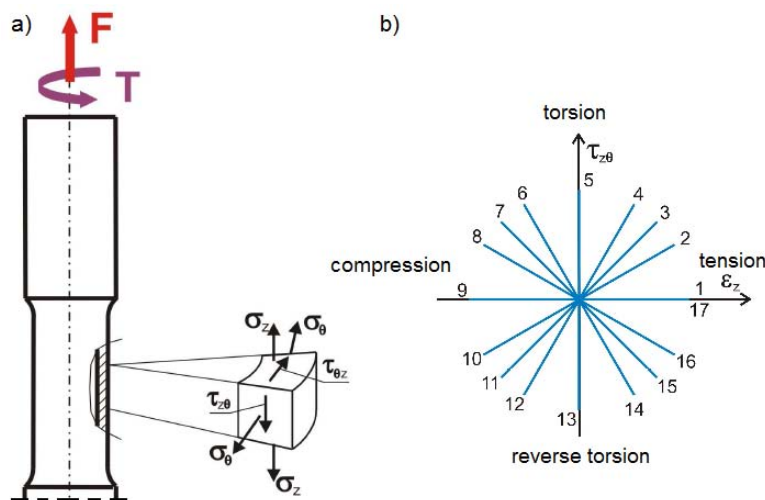 a)
F
T
σz
σθ
τθz
τzθ
σθ
σz
b)
torsion
τzθ
5
6
4
7
3
8
2
compression
tension
9
1
εz
17
10
16
11
15
12
14
13
reverse torsion